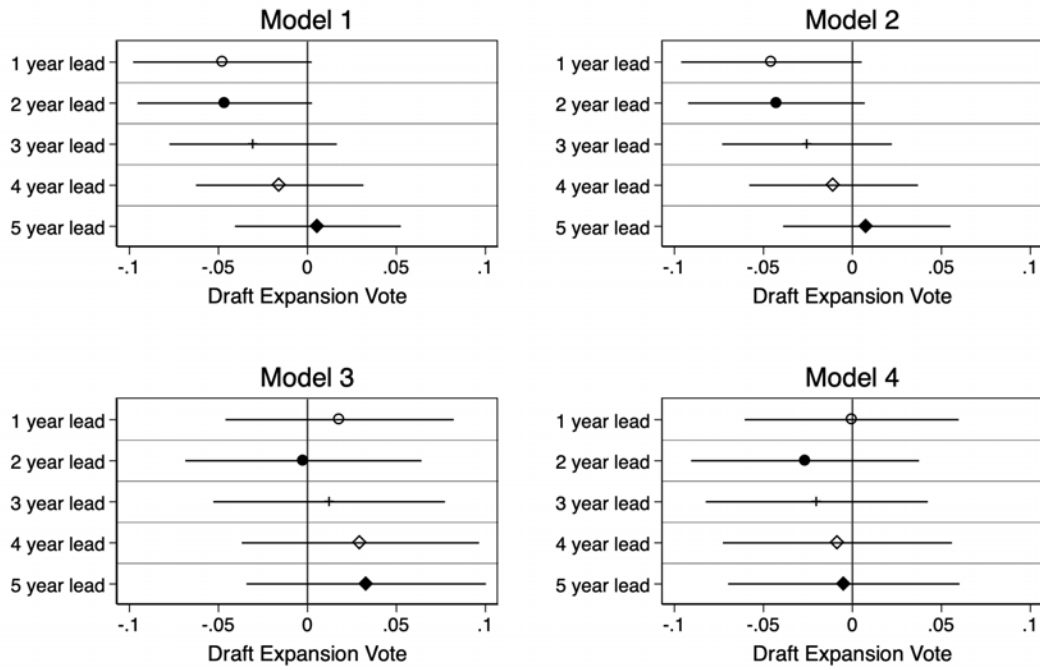 Model 1
1 year lead
2 year lead
3 year lead
4 year lead
5 year lead
-.1 -.05 0 .05 .1
Draft Expansion Vote
Model 2
1 year lead
2 year lead
3 year lead
4 year lead
5 year lead
-.1 -.05 0 .05 .1
Draft Expansion Vote
Model 3
1 year lead
2 year lead
3 year lead
4 year lead
5 year lead
-.1 -.05 0 .05 .1
Draft Expansion Vote
Model 4
1 year lead
2 year lead
3 year lead
4 year lead
5 year lead
-.1 -.05 0 .05 .1
Draft Expansion Vote